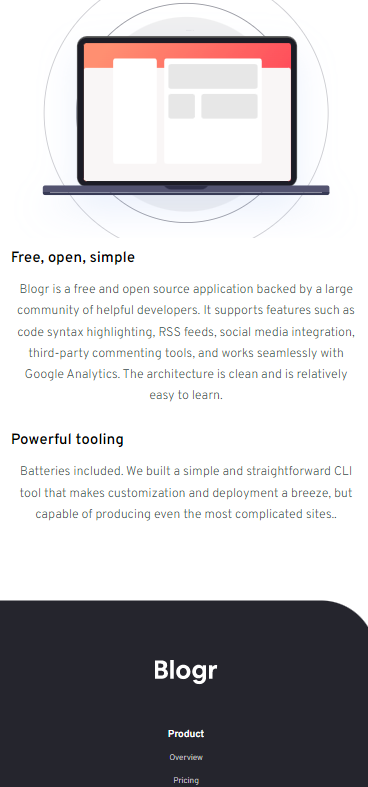 Free, open, simple
Blogr is a free and open source application backed by a large
community of helpful developers. It supports features such as
code syntax highlighting, RSS feeds, social media integration,
third-party commenting tools, and works seamlessly with
Google Analytics. The architecture is clean and is relatively
easy to learn.
Powerful tooling
Batteries included. We built a simple and straightforward CLI
tool that makes customization and deployment a breeze, but
capable of producing even the most complicated sites..
Blogr
Product
Overview
Pricing